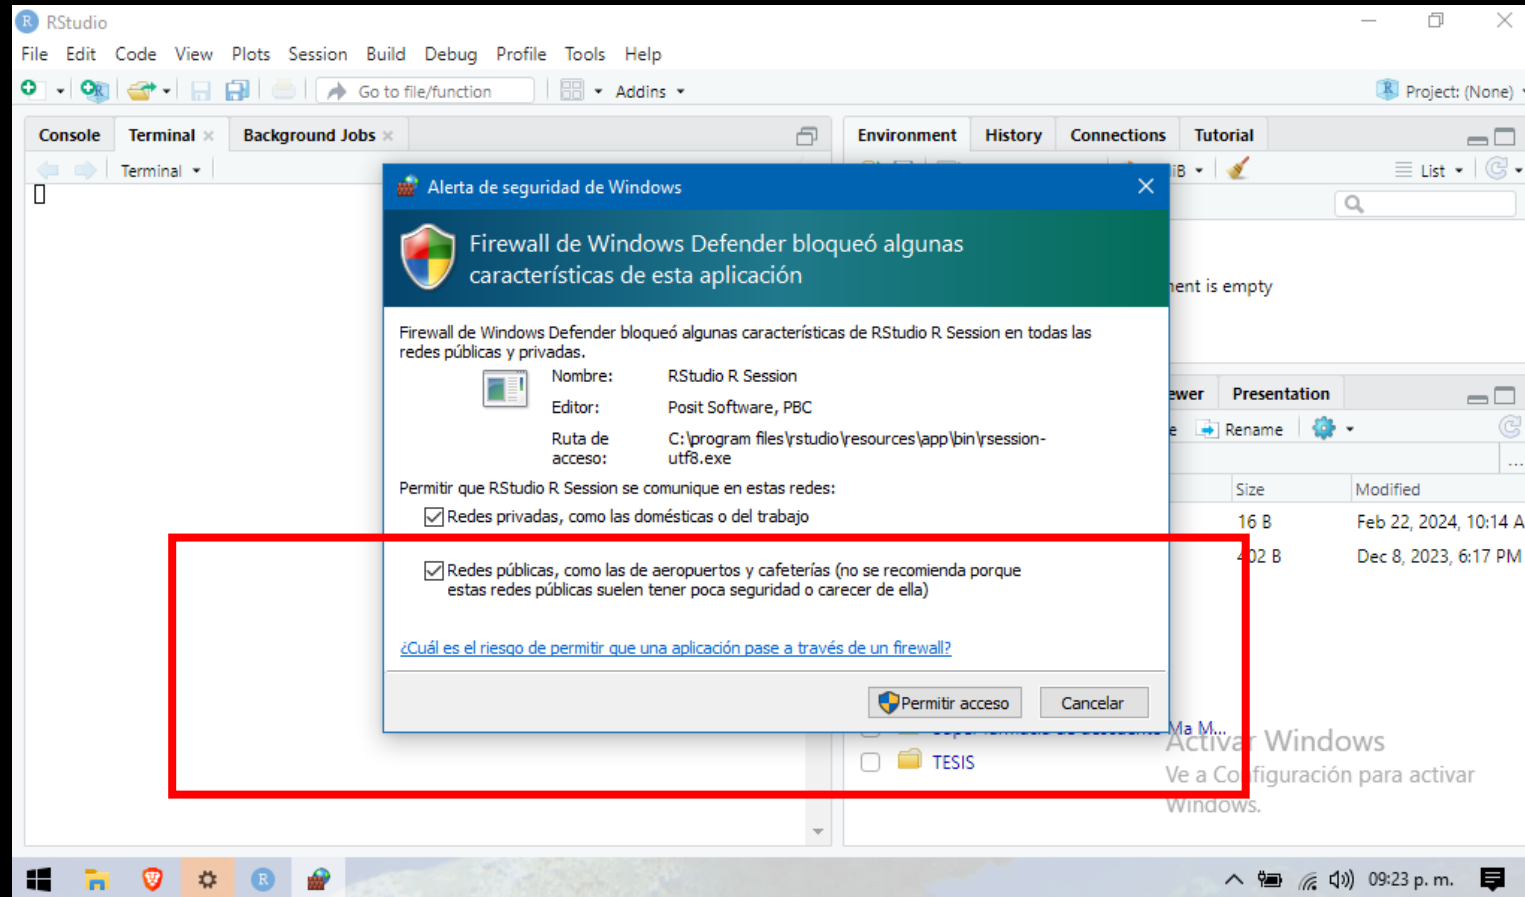 RStudio
File Edit Code View Plots Session Build Debug Profile Tools Help
Go to file/function Addins Project: (None)
Console Terminal Background Jobs
Environment History Connections Tutorial
Terminal
iB List
Alerta de seguridad de Windows
Firewall de Windows Defender bloqueó algunas
características de esta aplicación
ent is empty
Firewall de Windows Defender bloqueó algunas características de RStudio R Session en todas las
redes públicas y privadas.
Nombre: RStudio R Session
Editor: Posit Software, PBC
Ruta de acceso: C:\program files\rstudio\resources\app\bin\rsession-
utf8.exe
Permitir que RStudio R Session se comunique en estas redes:
Redes privadas, como las domésticas o del trabajo
Redes públicas, como las de aeropuertos y cafeterías (no se recomienda porque
estas redes públicas suelen tener poca seguridad o carecer de ella)
¿Cuál es el riesgo de permitir que una aplicación pase a través de un firewall?
Permitir acceso Cancelar
ewer Presentation
e Rename
...
Size Modified
16 B Feb 22, 2024, 10:14 A
402 B Dec 8, 2023, 6:17 PM
Ma M...
TESIS
Activar Windows
Ve a Configuración para activar
Windows.
09:23 p. m.